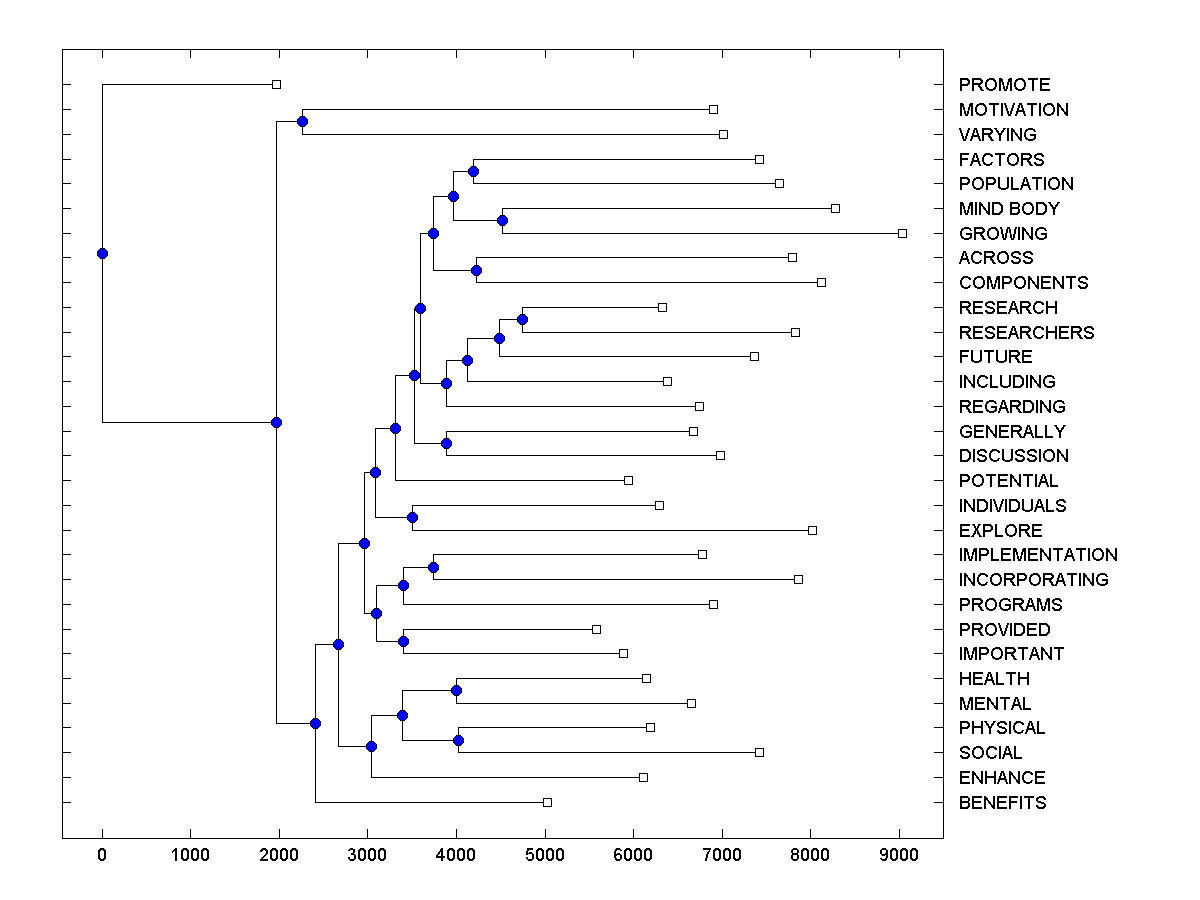 PROMOTE
MOTIVATION
VARYING
FACTORS
POPULATION
MIND BODY
GROWING
ACROSS
COMPONENTS
RESEARCH
RESEARCHERS
FUTURE
INCLUDING
REGARDING
GENERALLY
DISCUSSION
POTENTIAL
INDIVIDUALS
EXPLORE
IMPLEMENTATION
INCORPORATING
PROGRAMS
PROVIDED
IMPORTANT
HEALTH
MENTAL
PHYSICAL
SOCIAL
ENHANCE
BENEFITS
0 1000 2000 3000 4000 5000 6000 7000 8000 9000